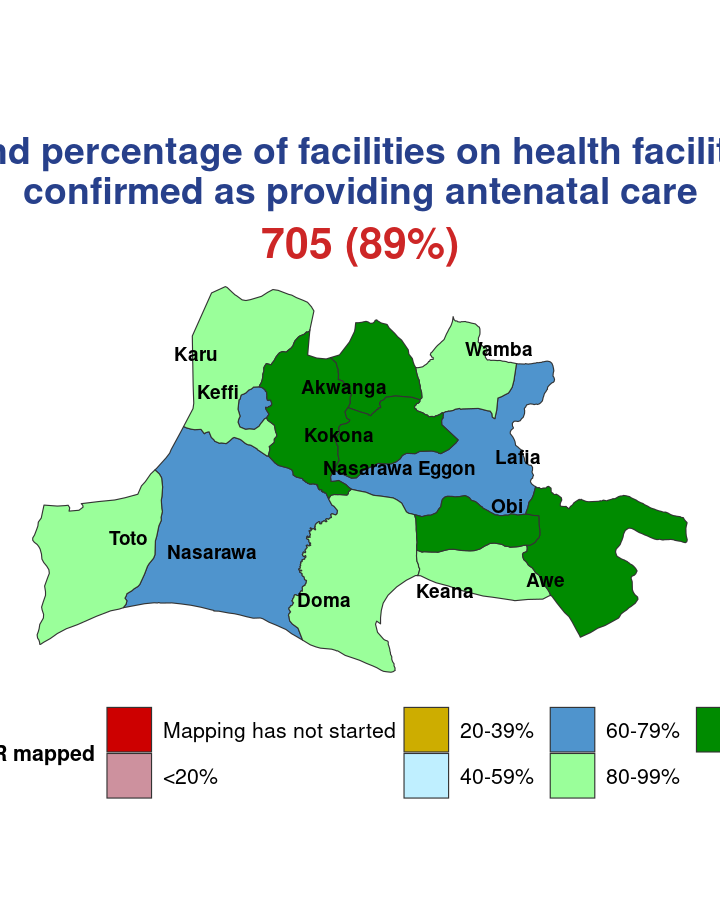 percentage of facilities on health
confirmed as providing antenatal care
705 (89%)
Karu
Wamba
Keffi
Akwanga
Kokona
Lafia
Nasarawa Eggon
Obi
Toto
Nasarawa
Awe
Keana
Doma
Mapping has not started
20-39%
60-79%
mapped
<20%
40-59%
80-99%